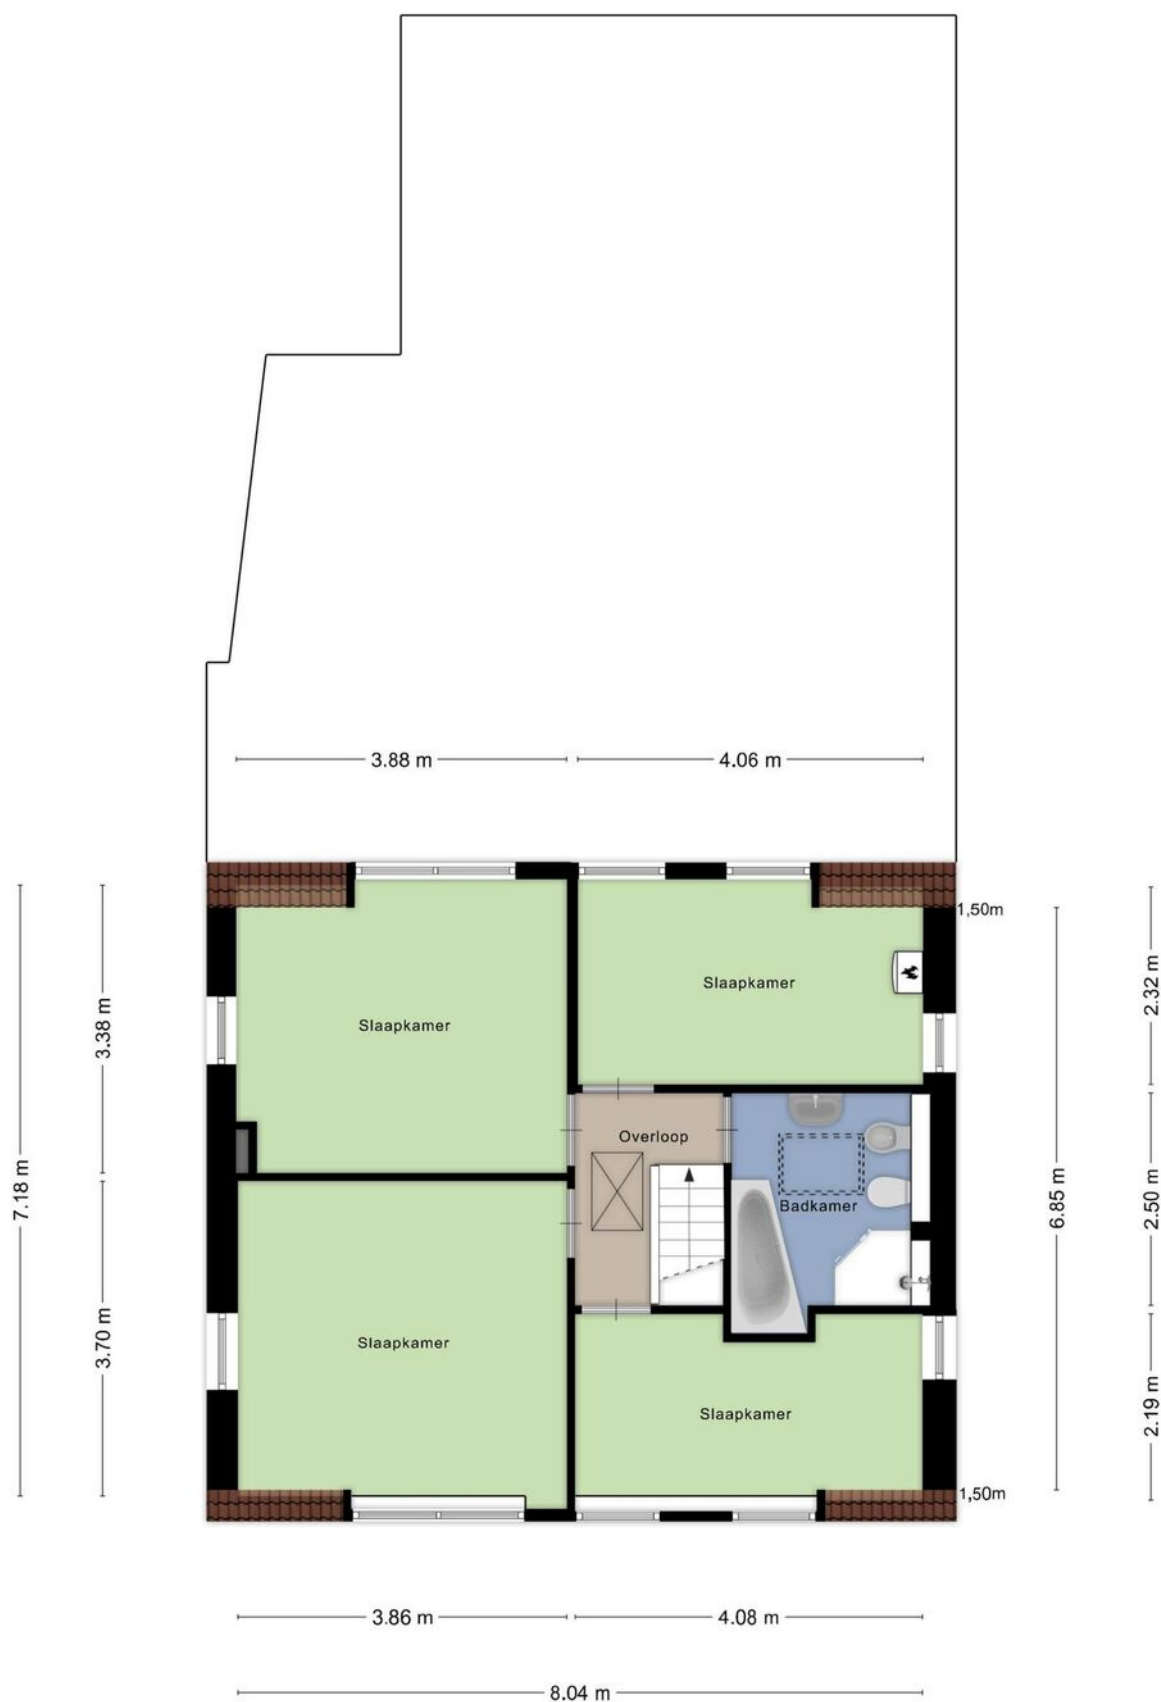 3.88 m
4.06 m
1,50m
Slaapkamer
2.32 m
3.38 m
Slaapkamer
Overloop
7.18 m
6.85 m
2.50 m
Badkamer
3.70 m
Slaapkamer
Slaapkamer
2.19 m
1,50m
3.86 m
4.08 m
8.04 m